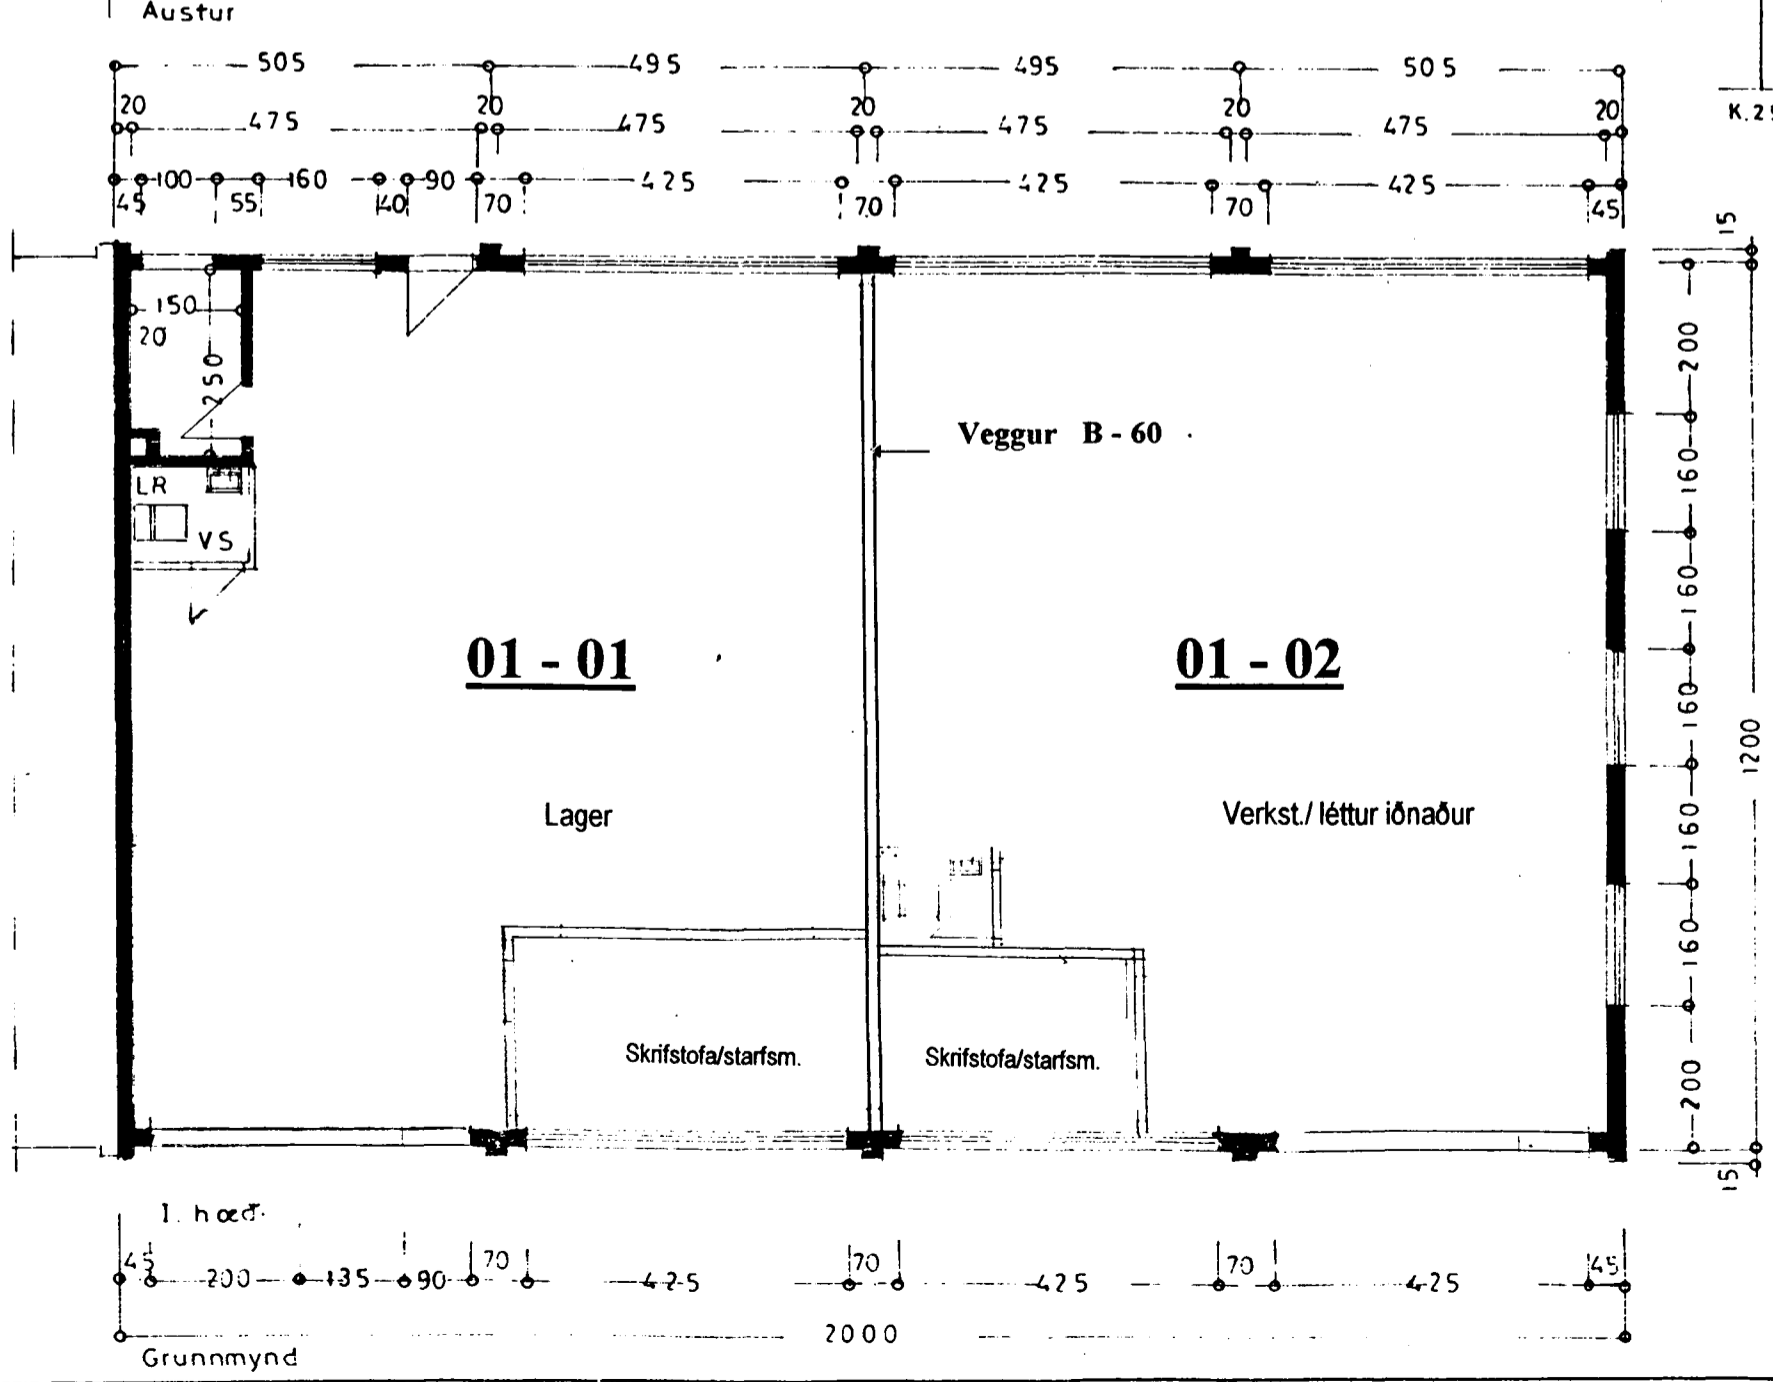 Austur
505 495 495 505
20 20 20 20 20
475 475 475 475
K.2
100 160 90 425 425 425
45 55 40 70 70 70 45
15
150
20
250
200
Veggur B - 60
160
LR
VS
160
01 - 01 01 - 02
160
1200
Lager Verkst./ léttur iðnaður
160
160
Skrifstofa/starfsm. Skrifstofa/starfsm.
200
15
I. hæð.
45 70 70 70 45
200 135 90 425 425 425
2000
Grunnmynd